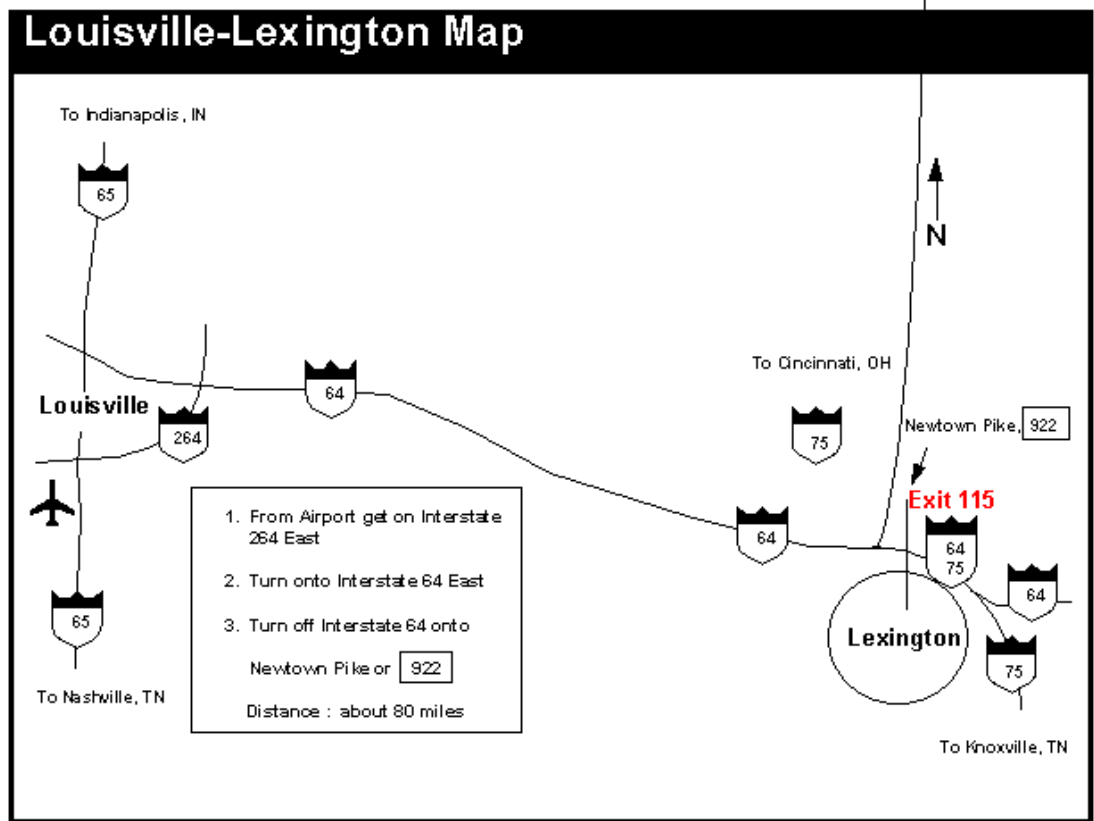 Louisville-Lexington Map
To Indianapolis, IN
65
N
64
To Cincinnati, OH
Louisville
264
75
Newtown Pike, 922
Exit 115
1. From Airport get on Interstate
264 East
2. Turn onto Interstate 64 East
3. Turn off Interstate 64 onto
Newtown Pike or 922
Distance : about 80 miles
64
64
75
64
65
Lexington
75
To Nashville, TN
To Knoxville, TN